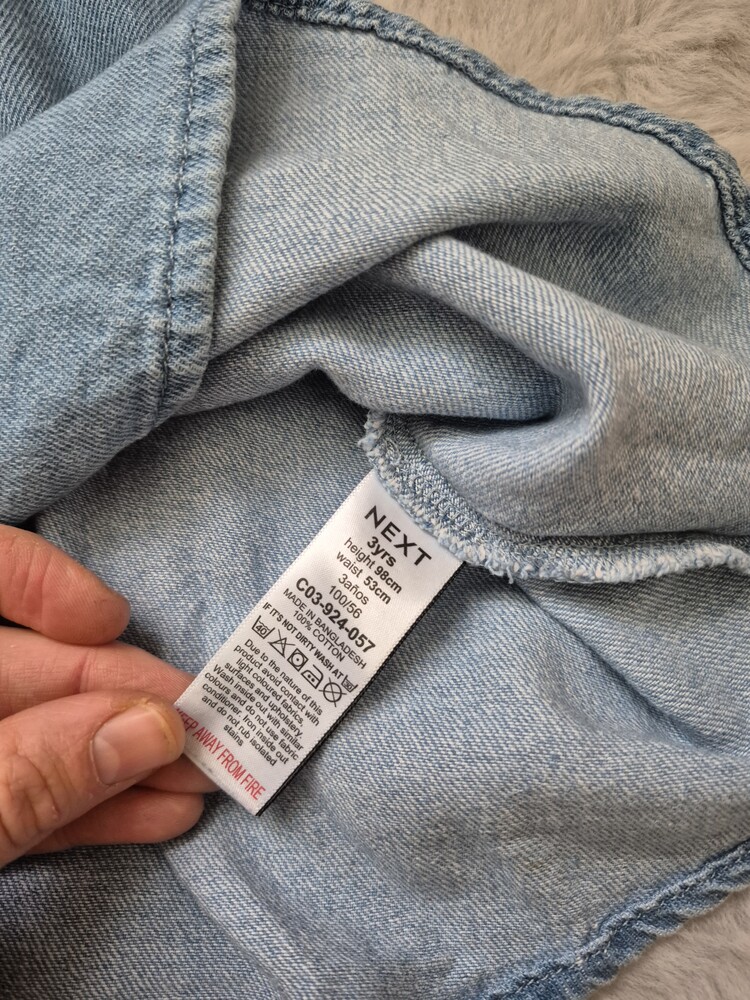 NEXT
3yrs
height 98cm
waist 53cm
3años
100/56
C03-924-057
MADE IN BANGLADESH
100% COTTON
IF IT'S NOT DIRTY WASH AT
40
Due to the nature of this
product avoid contact with
light coloured fabrics,
surfaces and upholstery.
Wash inside out with similar
colours and do not use fabric
conditioner. Iron inside out
and do not rub isolated
stains
AWAY FROM FIRE